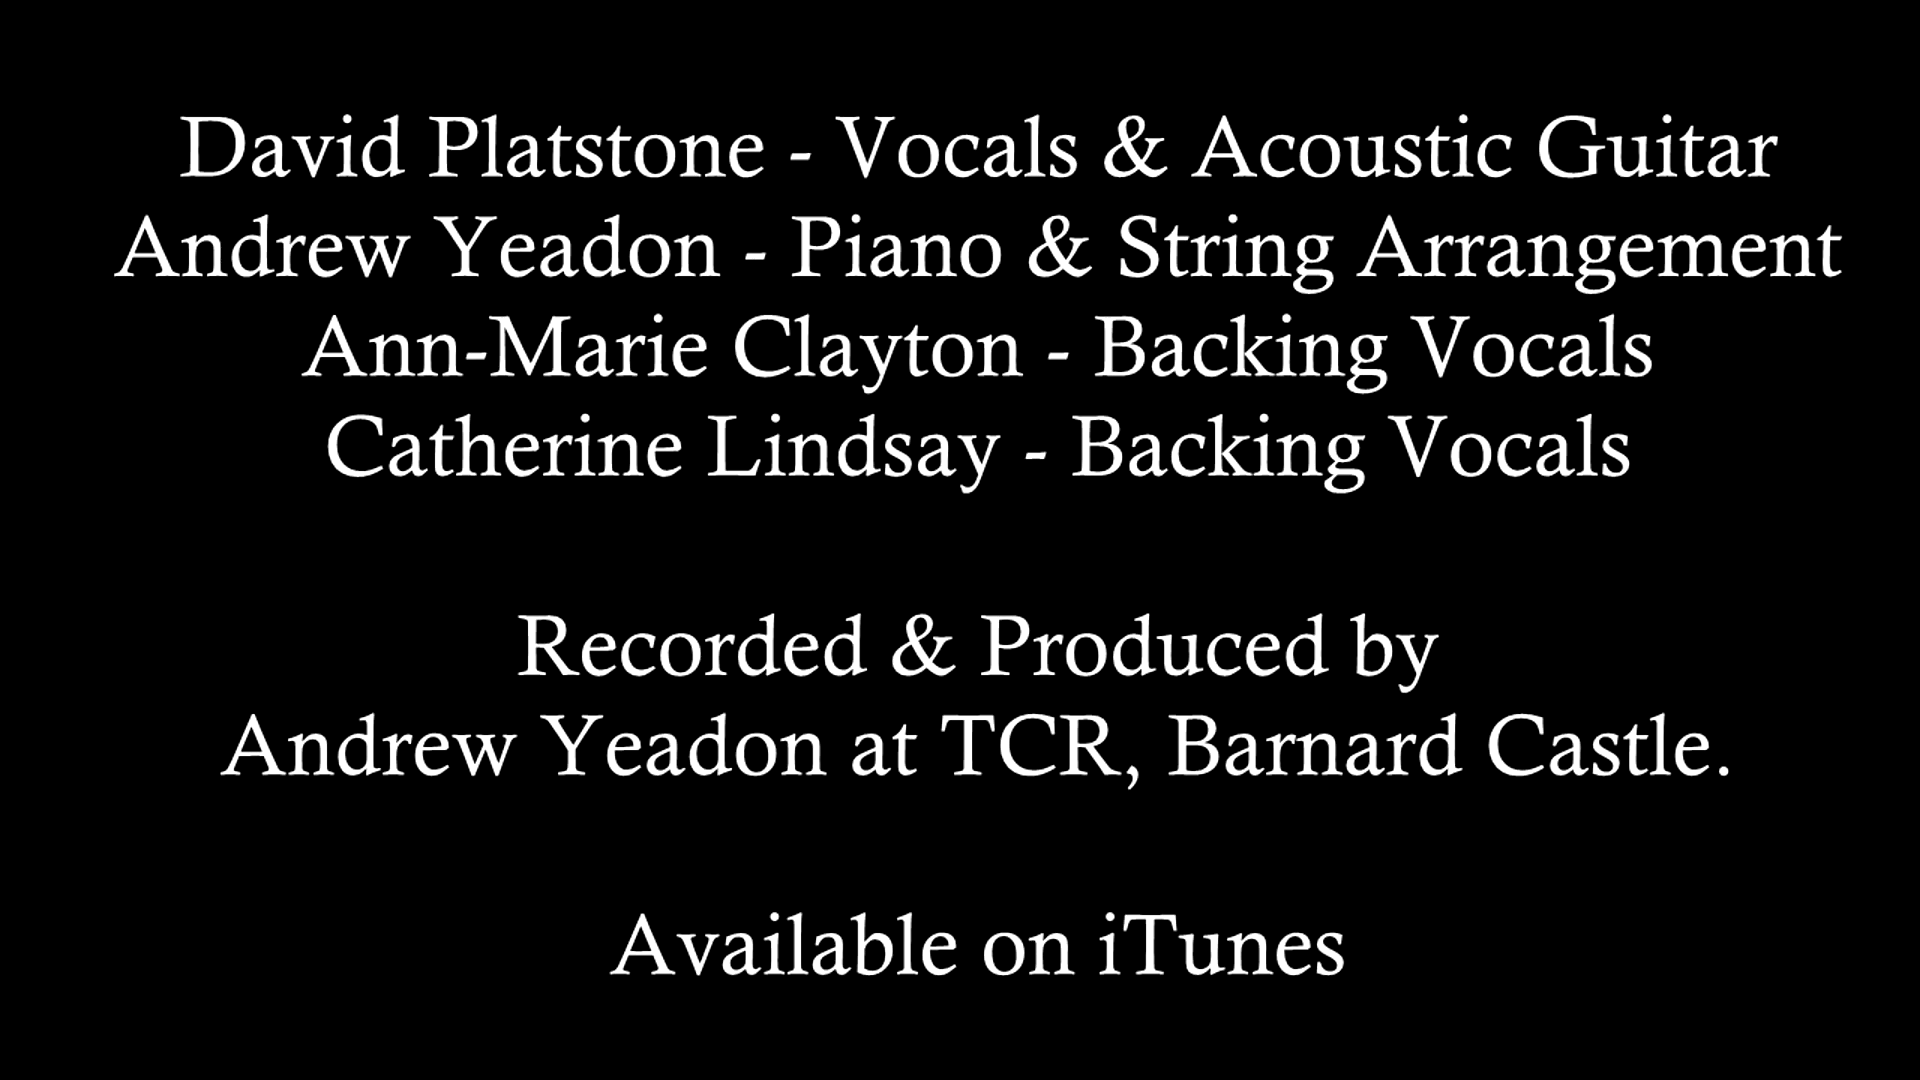 David Platstone - Vocals & Acoustic Guitar
Andrew Yeadon - Piano & String Arrangement
Ann-Marie Clayton - Backing Vocals
Catherine Lindsay - Backing Vocals
Recorded & Produced by
Andrew Yeadon at TCR, Barnard Castle.
Available on iTunes